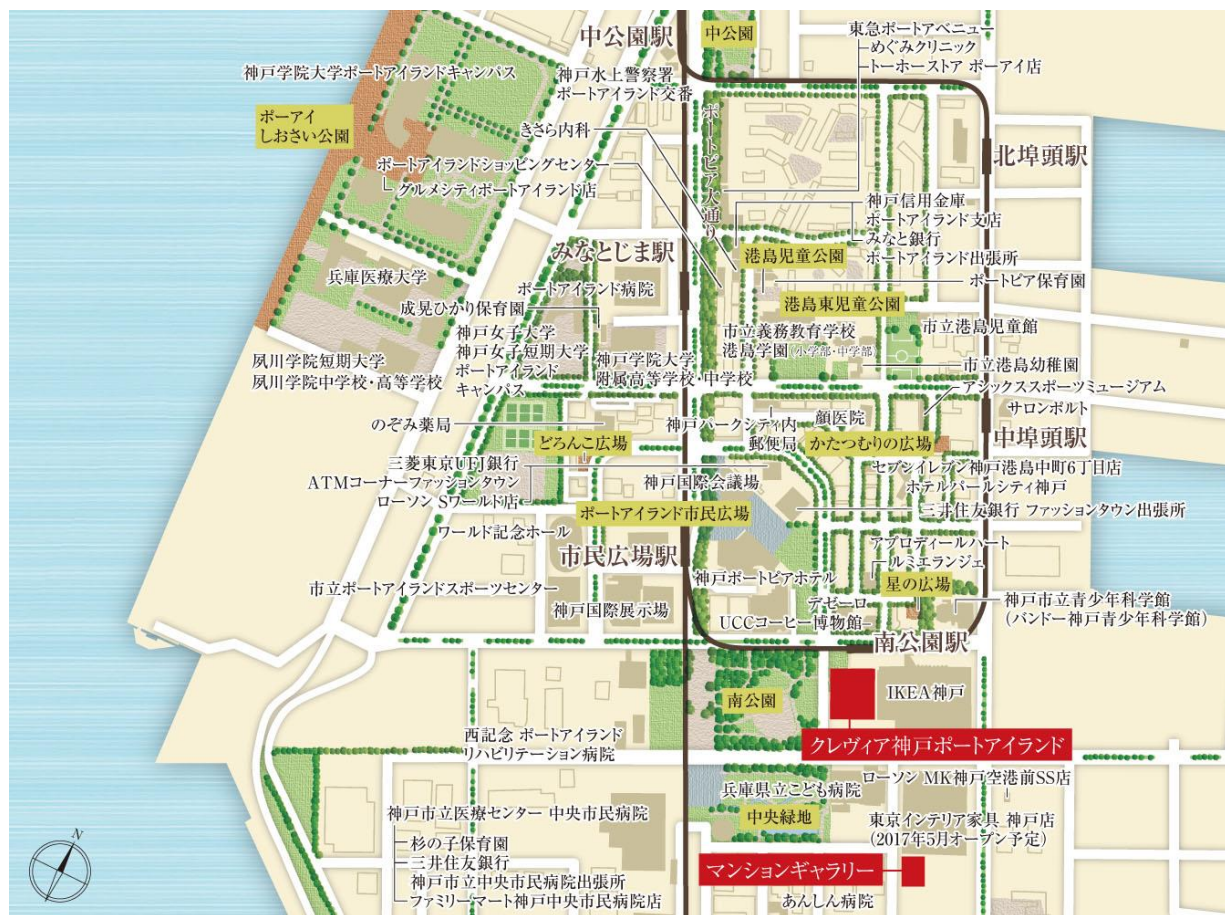 中公園駅
中公園
東急ポートアベニュー
めぐみクリニック
トーホーストア ポーアイ店
神戸学院大学ポートアイランドキャンパス
神戸水上警察署
ポートアイランド交番
ポーアイ
しおさい公園
きさら内科
ポートピア大通り
北埠頭駅
ポートアイランドショッピングセンター
グルメシティポートアイランド店
神戸信用金庫
ポートアイランド支店
みなと銀行
ポートアイランド出張所
みなとじま駅
港島児童公園
兵庫医療大学
ポートアイランド病院
ポートピア保育園
港島東児童公園
成晃ひかり保育園
神戸女子大学
神戸女子短期大学
ポートアイランド
キャンパス
市立義務教育学校
港島学園(小学部・中学部)
市立港島児童館
夙川学院短期大学
夙川学院中学校・高等学校
神戸学院大学
附属高等学校・中学校
市立港島幼稚園
アシックススポーツミュージアム
サロンポルト
のぞみ薬局
神戸パークシティ内
郵便局
顔医院
中埠頭駅
どろんこ広場
かたつむりの広場
三菱東京UFJ銀行
ATMコーナーファッションタウン
ローソン Sワールド店
神戸国際会議場
セブンイレブン神戸港島中町6丁目店
ホテルパールシティ神戸
ポートアイランド市民広場
三井住友銀行 ファッションタウン出張所
ワールド記念ホール
市民広場駅
アプロディールハート
ルミエランジェ
神戸ポートピアホテル
星の広場
市立ポートアイランドスポーツセンター
神戸国際展示場
デゼーロ
UCCコーヒー博物館
神戸市立青少年科学館
(バンドー神戸青少年科学館)
南公園駅
南公園
IKEA神戸
西記念 ポートアイランド
リハビリテーション病院
クレヴィア神戸ポートアイランド
兵庫県立こども病院
ローソン MK神戸空港前SS店
神戸市立医療センター 中央市民病院
中央緑地
東京インテリア家具 神戸店
(2017年5月オープン予定)
杉の子保育園
三井住友銀行
神戸市立中央市民病院出張所
ファミリーマート神戸中央市民病院店
マンションギャラリー
あんしん病院
N